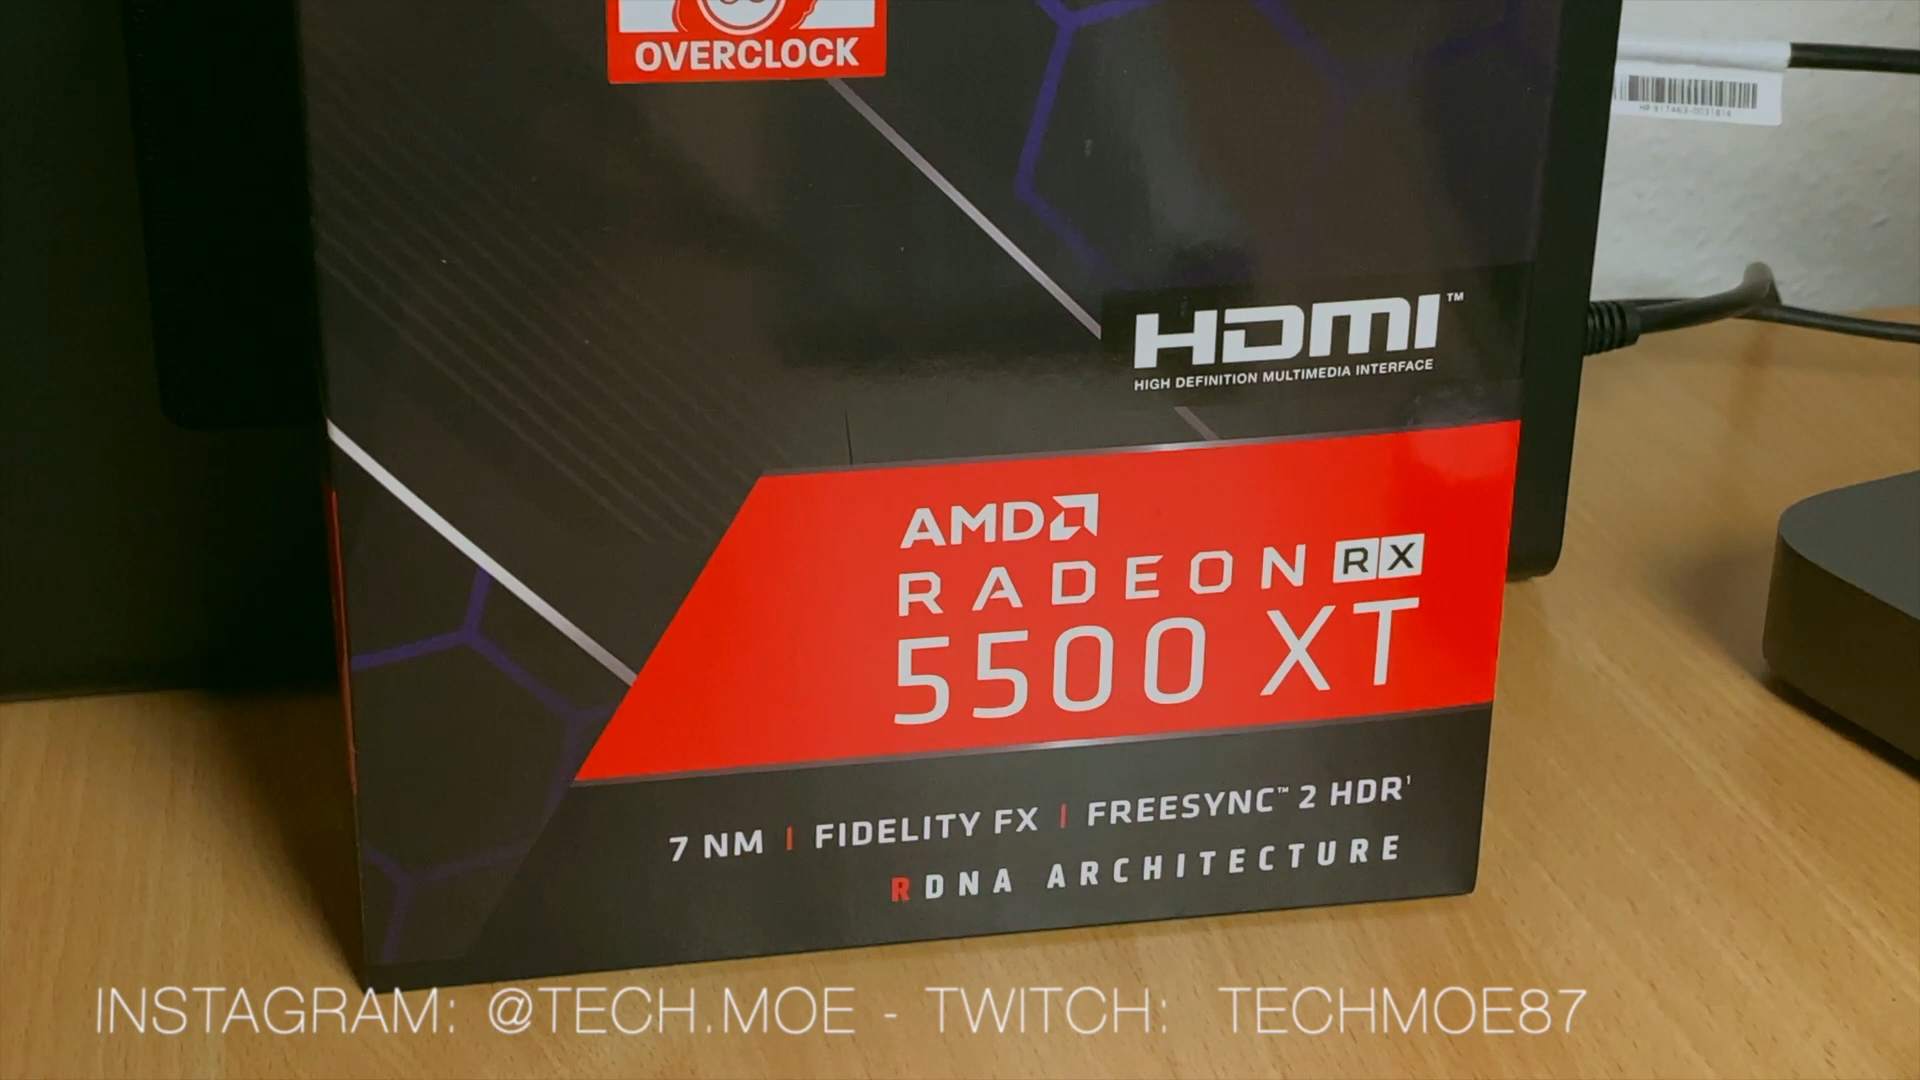 OVERCLOCK
HDMI™
HIGH DEFINITION MULTIMEDIA INTERFACE
AMD
RADEON RX
5500 XT
7 NM | FIDELITY FX | FREESYNC™ 2 HDR¹
RDNA ARCHITECTURE
INSTAGRAM: @TECH.MOE - TWITCH: TECHMOE87